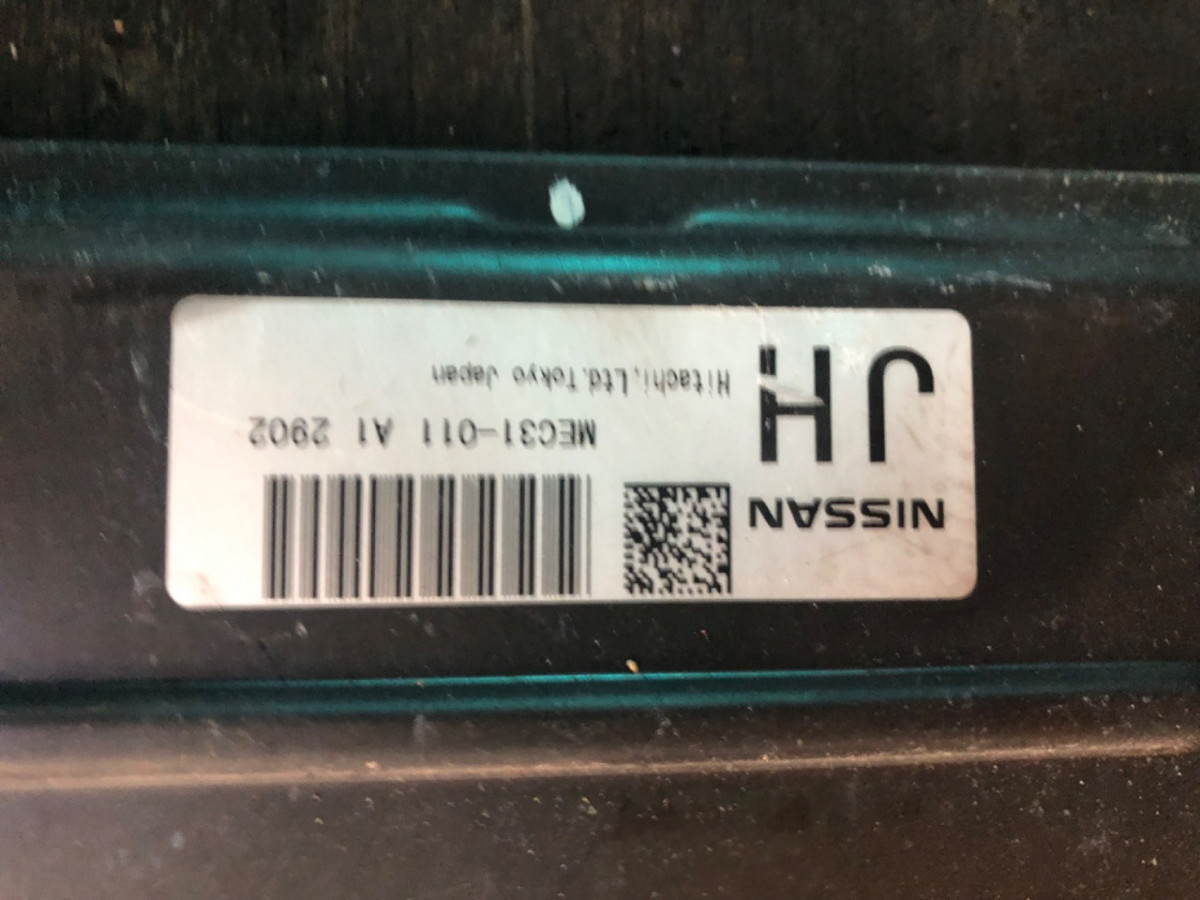 NISSAN
JH
MEC31-011 A1 2902
Hitachi,Ltd.Tokyo Japan